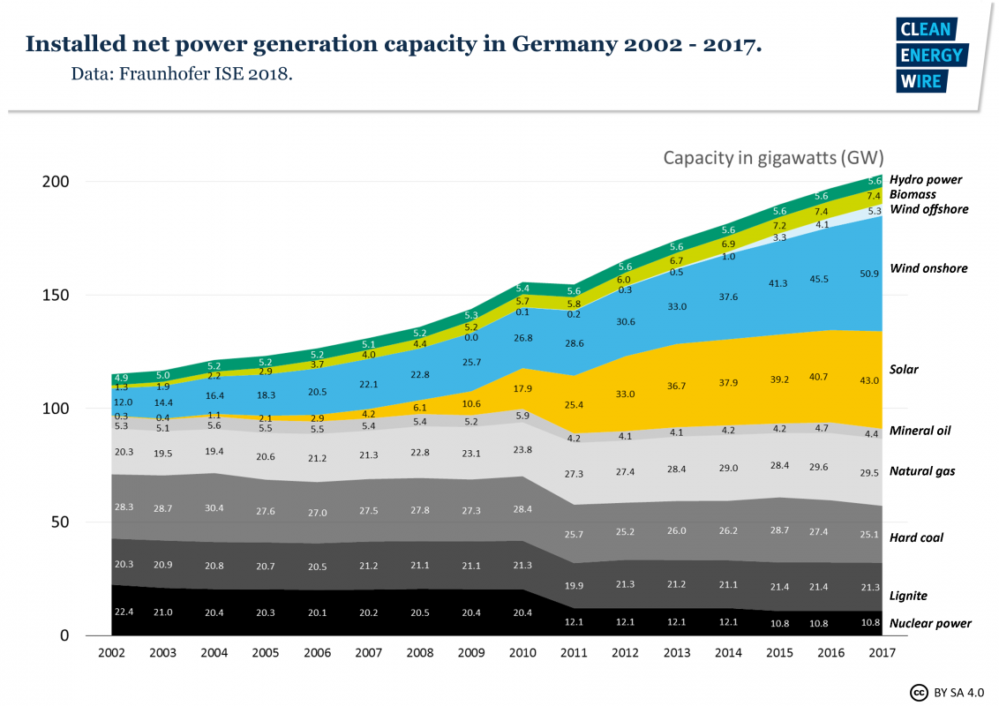 Installed net power generation capacity in Germany 2002 - 2017.
Data: Fraunhofer ISE 2018.
CLEAN
ENERGY
WIRE
Capacity in gigawatts (GW)
200
150
100
50
0
Hydro power
Biomass
Wind offshore
Wind onshore
Solar
Mineral oil
Natural gas
Hard coal
Lignite
Nuclear power
4.9 5.0 5.2 5.2 5.2 5.1 5.2 5.3 5.4 5.6 5.6 5.6 5.6 5.6 5.6 5.6
1.3 1.9 2.2 2.9 3.7 4.0 4.4 5.2 5.7 5.8 6.0 6.7 6.9 7.2 7.4 7.4
0.0 0.1 0.2 0.3 0.5 1.0 3.3 4.1 5.3
12.0 14.4 16.4 18.3 20.5 22.1 22.8 25.7 26.8 28.6 30.6 33.0 37.6 41.3 45.5 50.9
0.3 0.4 1.1 2.1 2.9 4.2 6.1 10.6 17.9 25.4 33.0 36.7 37.9 39.2 40.7 43.0
5.3 5.1 5.6 5.5 5.5 5.4 5.4 5.2 5.9 4.2 4.1 4.1 4.2 4.2 4.7 4.4
20.3 19.5 19.4 20.6 21.2 21.3 22.8 23.1 23.8 27.3 27.4 28.4 29.0 28.4 29.6 29.5
28.3 28.7 30.4 27.6 27.0 27.5 27.8 27.3 28.4 25.7 25.2 26.0 26.2 28.7 27.4 25.1
20.3 20.9 20.8 20.7 20.5 21.2 21.1 21.1 21.3 19.9 21.3 21.2 21.1 21.4 21.4 21.3
22.4 21.0 20.4 20.3 20.1 20.2 20.5 20.4 20.4 12.1 12.1 12.1 12.1 10.8 10.8 10.8
2002 2003 2004 2005 2006 2007 2008 2009 2010 2011 2012 2013 2014 2015 2016 2017
cc BY SA 4.0